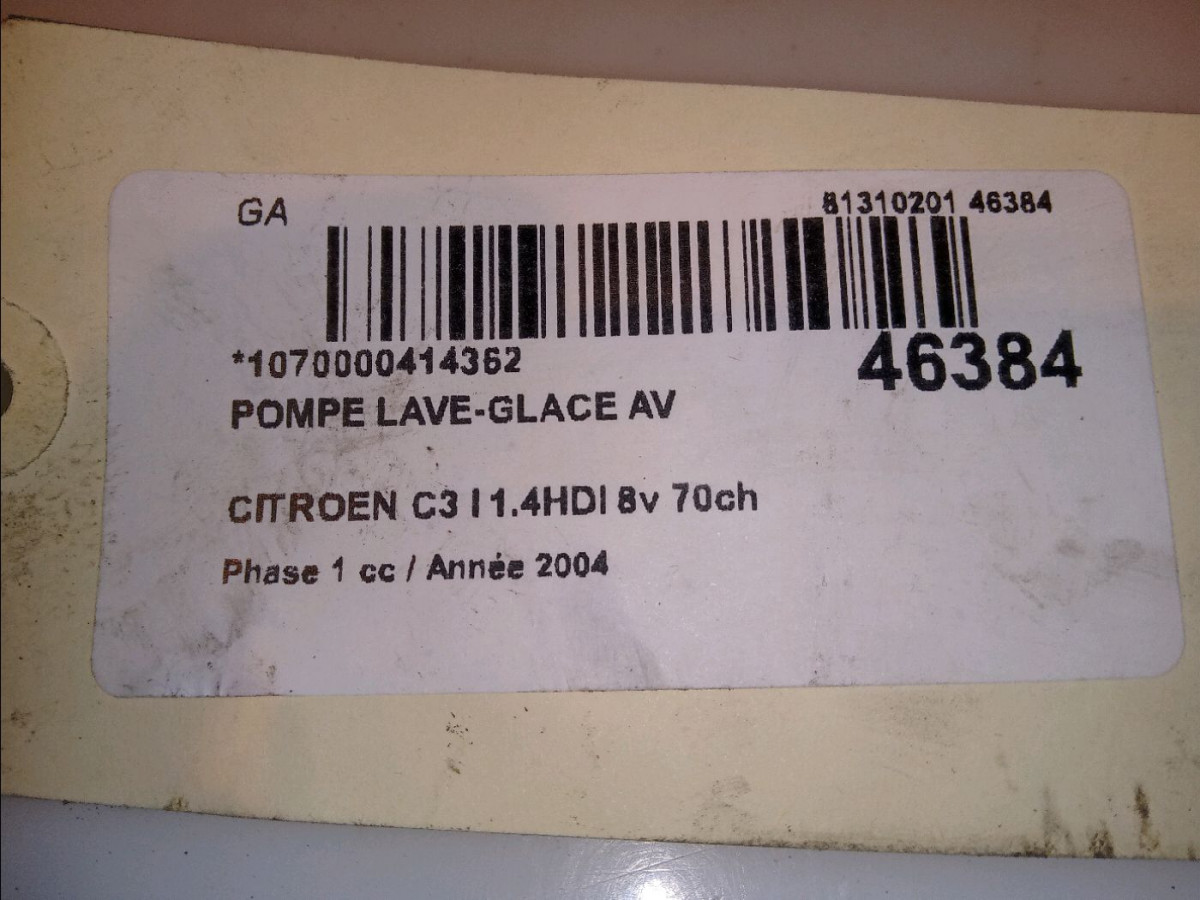 GA
81310201 46384
*1070000414362
46384
POMPE LAVE-GLACE AV
CITROEN C3 I 1.4HDI 8v 70ch
Phase 1 cc / Année 2004